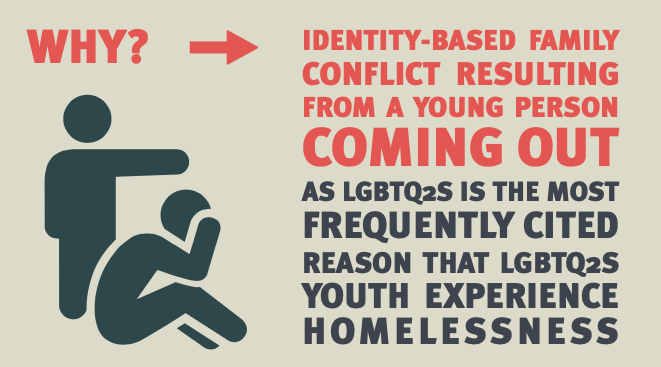 WHY?
IDENTITY-BASED FAMILY
CONFLICT RESULTING
FROM A YOUNG PERSON
COMING OUT
AS LGBTQ2S IS THE MOST
FREQUENTLY CITED
REASON THAT LGBTQ2S
YOUTH EXPERIENCE
HOMELESSNESS